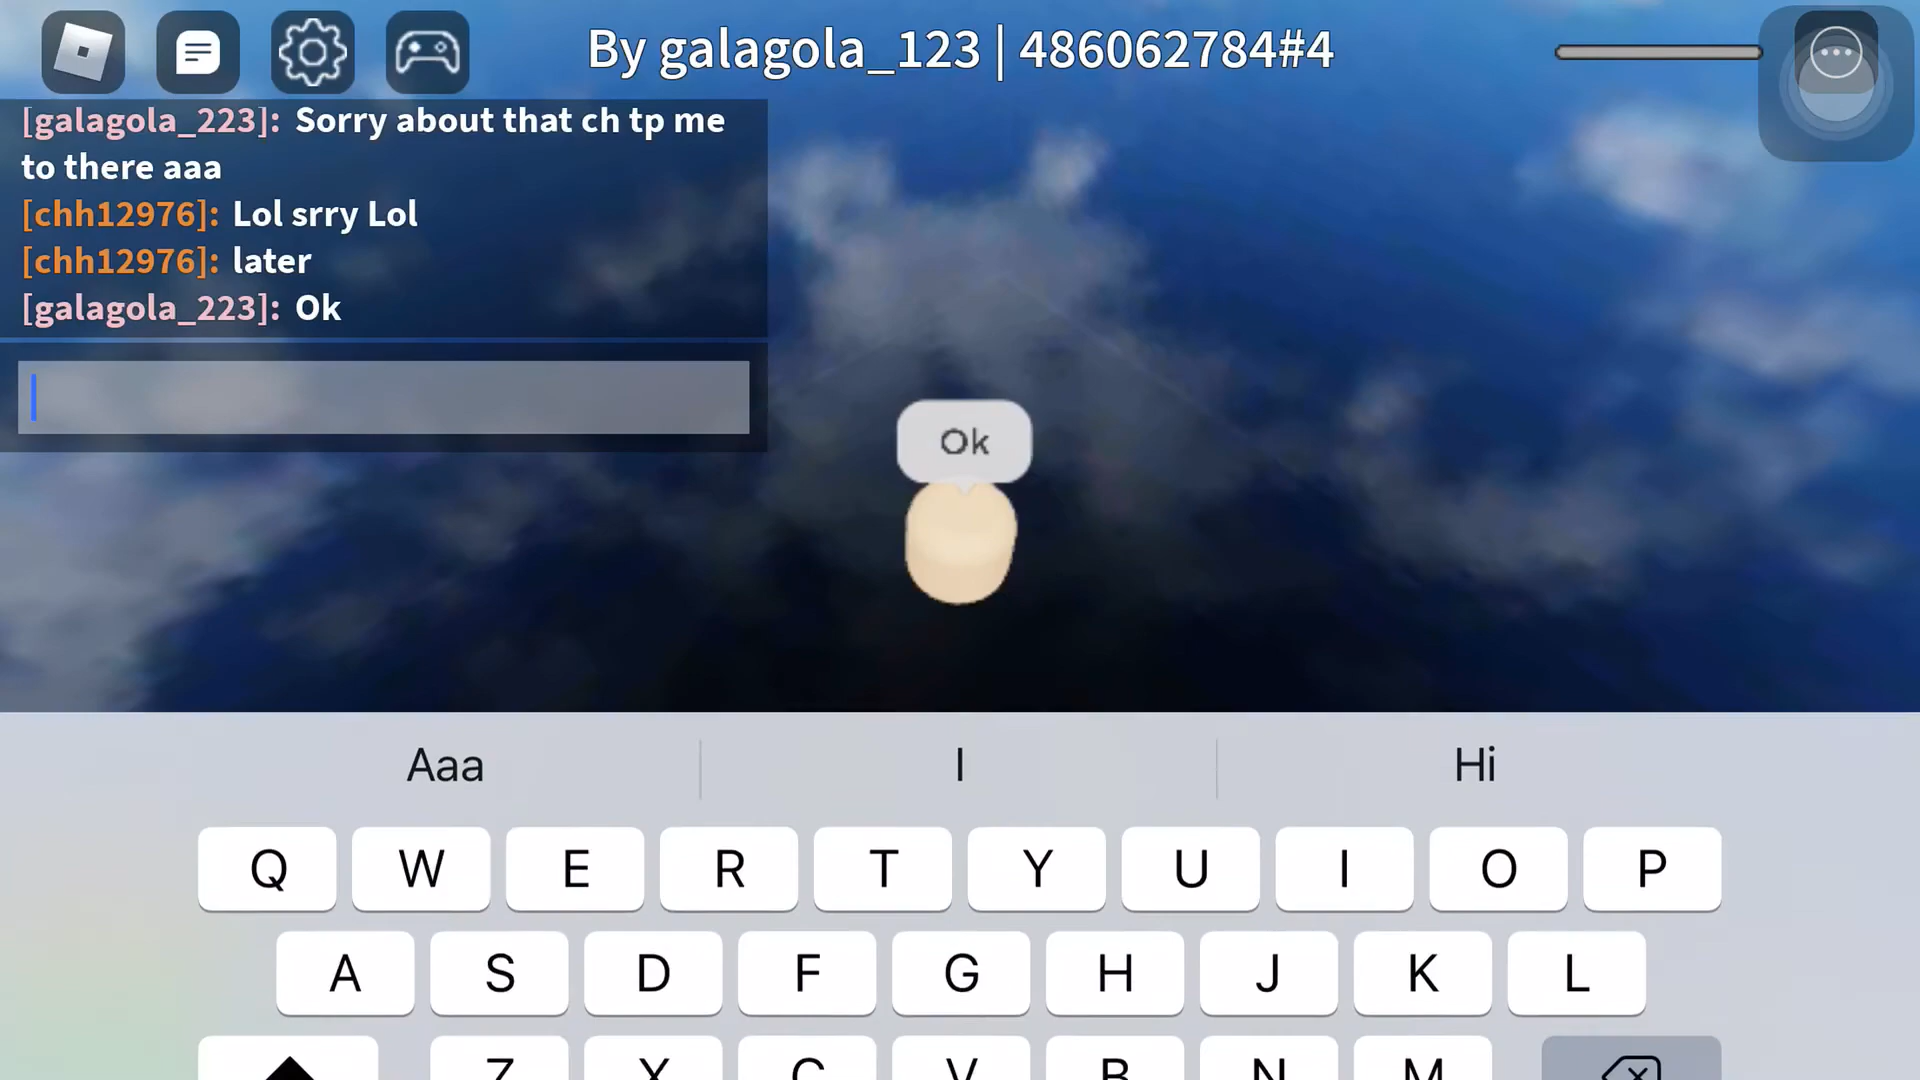 By galagola_123 | 486062784#4
[galagola_223]: Sorry about that ch tp me
to there aaa
[chh12976]: Lol srry Lol
[chh12976]: later
[galagola_223]: Ok
Ok
Aaa I Hi
Q W E R T Y U I O P
A S D F G H J K L
Z X C V B N M